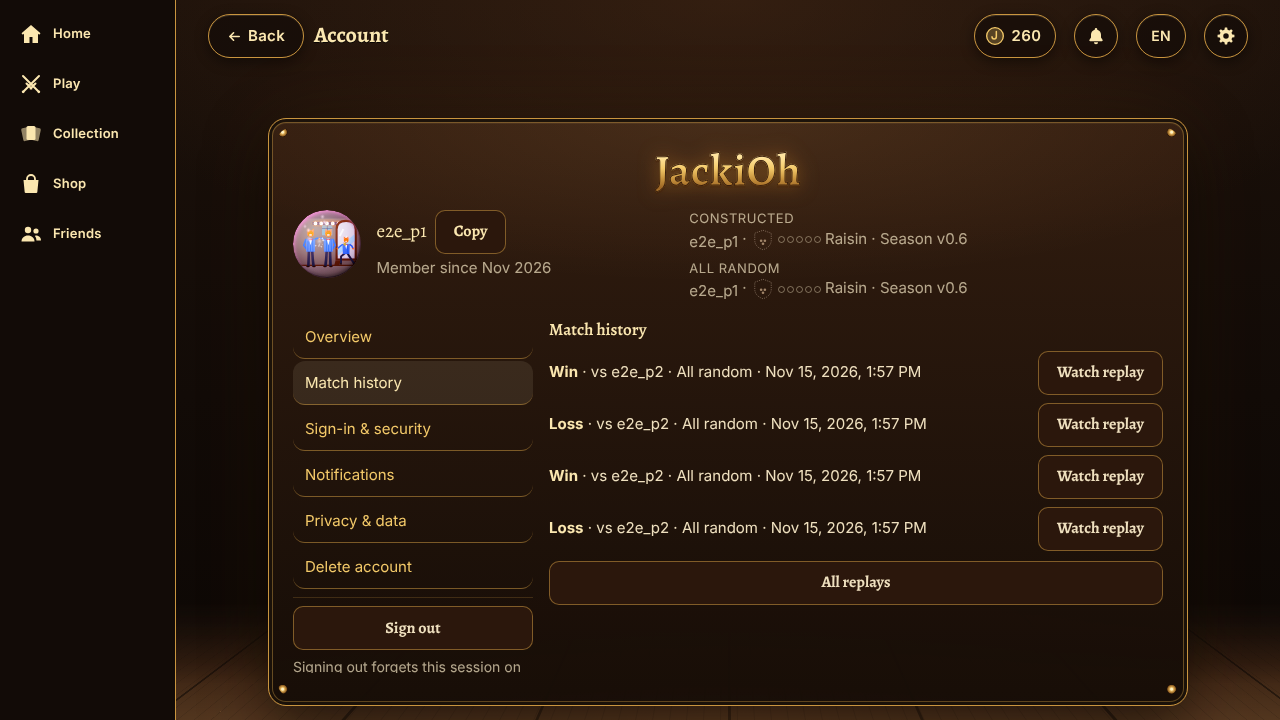 Home
Play
Collection
Shop
Friends
← Back
Account
J 260
EN
JackiOh
e2e_p1
Copy
Member since Nov 2026
CONSTRUCTED
e2e_p1 · Raisin · Season v0.6
ALL RANDOM
e2e_p1 · Raisin · Season v0.6
Overview
Match history
Sign-in & security
Notifications
Privacy & data
Delete account
Sign out
Signing out forgets this session on
Match history
Win · vs e2e_p2 · All random · Nov 15, 2026, 1:57 PM
Watch replay
Loss · vs e2e_p2 · All random · Nov 15, 2026, 1:57 PM
Watch replay
Win · vs e2e_p2 · All random · Nov 15, 2026, 1:57 PM
Watch replay
Loss · vs e2e_p2 · All random · Nov 15, 2026, 1:57 PM
Watch replay
All replays